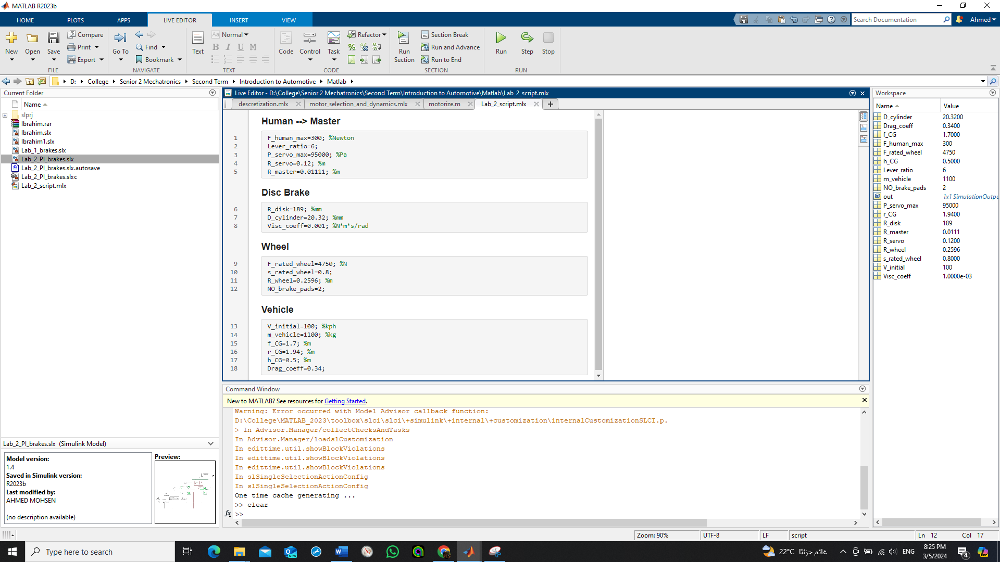 MATLAB R2023b
HOME PLOTS APPS LIVE EDITOR INSERT VIEW
Search Documentation
Ahmed
New
Open
Save
Compare
Print
Export
FILE
Go To
Find
Bookmark
NAVIGATE
Text
Aa Normal
B I U M
TEXT
Code
Control
Task
Refactor
CODE
Run Section
Section Break
Run and Advance
Run to End
SECTION
Run
Step
Stop
RUN
D: College Senior 2 Mechatronics Second Term Introduction to Automotive Matlab
Current Folder
Name
slprj
Ibrahim.rar
Ibrahim.slx
Ibrahim1.slx
Lab_1_brakes.slx
Lab_2_PI_brakes.slx
Lab_2_PI_brakes.slx.autosave
Lab_2_PI_brakes.slxc
Lab_2_script.mlx
Lab_2_PI_brakes.slx (Simulink Model)
Model version:
1.4
Saved in Simulink version:
R2023b
Last modified by:
AHMED MOHSEN
(no description available)
Preview:
Live Editor - D:\College\Senior 2 Mechatronics\Second Term\Introduction to Automotive\Matlab\Lab_2_script.mlx
descretization.mlx motor_selection_and_dynamics.mlx motorize.m Lab_2_script.mlx
Human --> Master
1 F_human_max=300; %Newton
2 Lever_ratio=6;
3 P_servo_max=95000; %Pa
4 R_servo=0.12; %m
5 R_master=0.01111; %m
Disc Brake
6 R_disk=189; %mm
7 D_cylinder=20.32; %mm
8 Visc_coeff=0.001; %N*m*s/rad
Wheel
9 F_rated_wheel=4750; %N
10 s_rated_wheel=0.8;
11 R_wheel=0.2596; %m
12 NO_brake_pads=2;
Vehicle
13 V_initial=100; %kph
14 m_vehicle=1100; %kg
15 f_CG=1.7; %m
16 r_CG=1.94; %m
17 h_CG=0.5; %m
18 Drag_coeff=0.34;
Command Window
New to MATLAB? See resources for Getting Started.
Warning: Error occurred with Model Advisor callback function:
D:\College\MATLAB_2023\toolbox\slci\slci\+simulink\+internal\+customization\internalCustomizationSLCI.p.
> In Advisor.Manager/collectChecksAndTasks
In Advisor.Manager/loadslCustomization
In edittime.util.showBlockViolations
In edittime.util.showBlockViolations
In edittime.util.showBlockViolations
In slSingleSelectionActionConfig
In slSingleSelectionActionConfig
One time cache generating ...
>> clear
fx >>
Workspace
Name Value
D_cylinder 20.3200
Drag_coeff 0.3400
f_CG 1.7000
F_human_max 300
F_rated_wheel 4750
h_CG 0.5000
Lever_ratio 6
m_vehicle 1100
NO_brake_pads 2
out 1x1 SimulationOutpu
P_servo_max 95000
r_CG 1.9400
R_disk 189
R_master 0.0111
R_servo 0.1200
R_wheel 0.2596
s_rated_wheel 0.8000
V_initial 100
Visc_coeff 1.0000e-03
Zoom: 90% UTF-8 LF script Ln 12 Col 17
Type here to search
22°C غائم جزئيًا
ENG
8:25 PM
3/5/2024
4